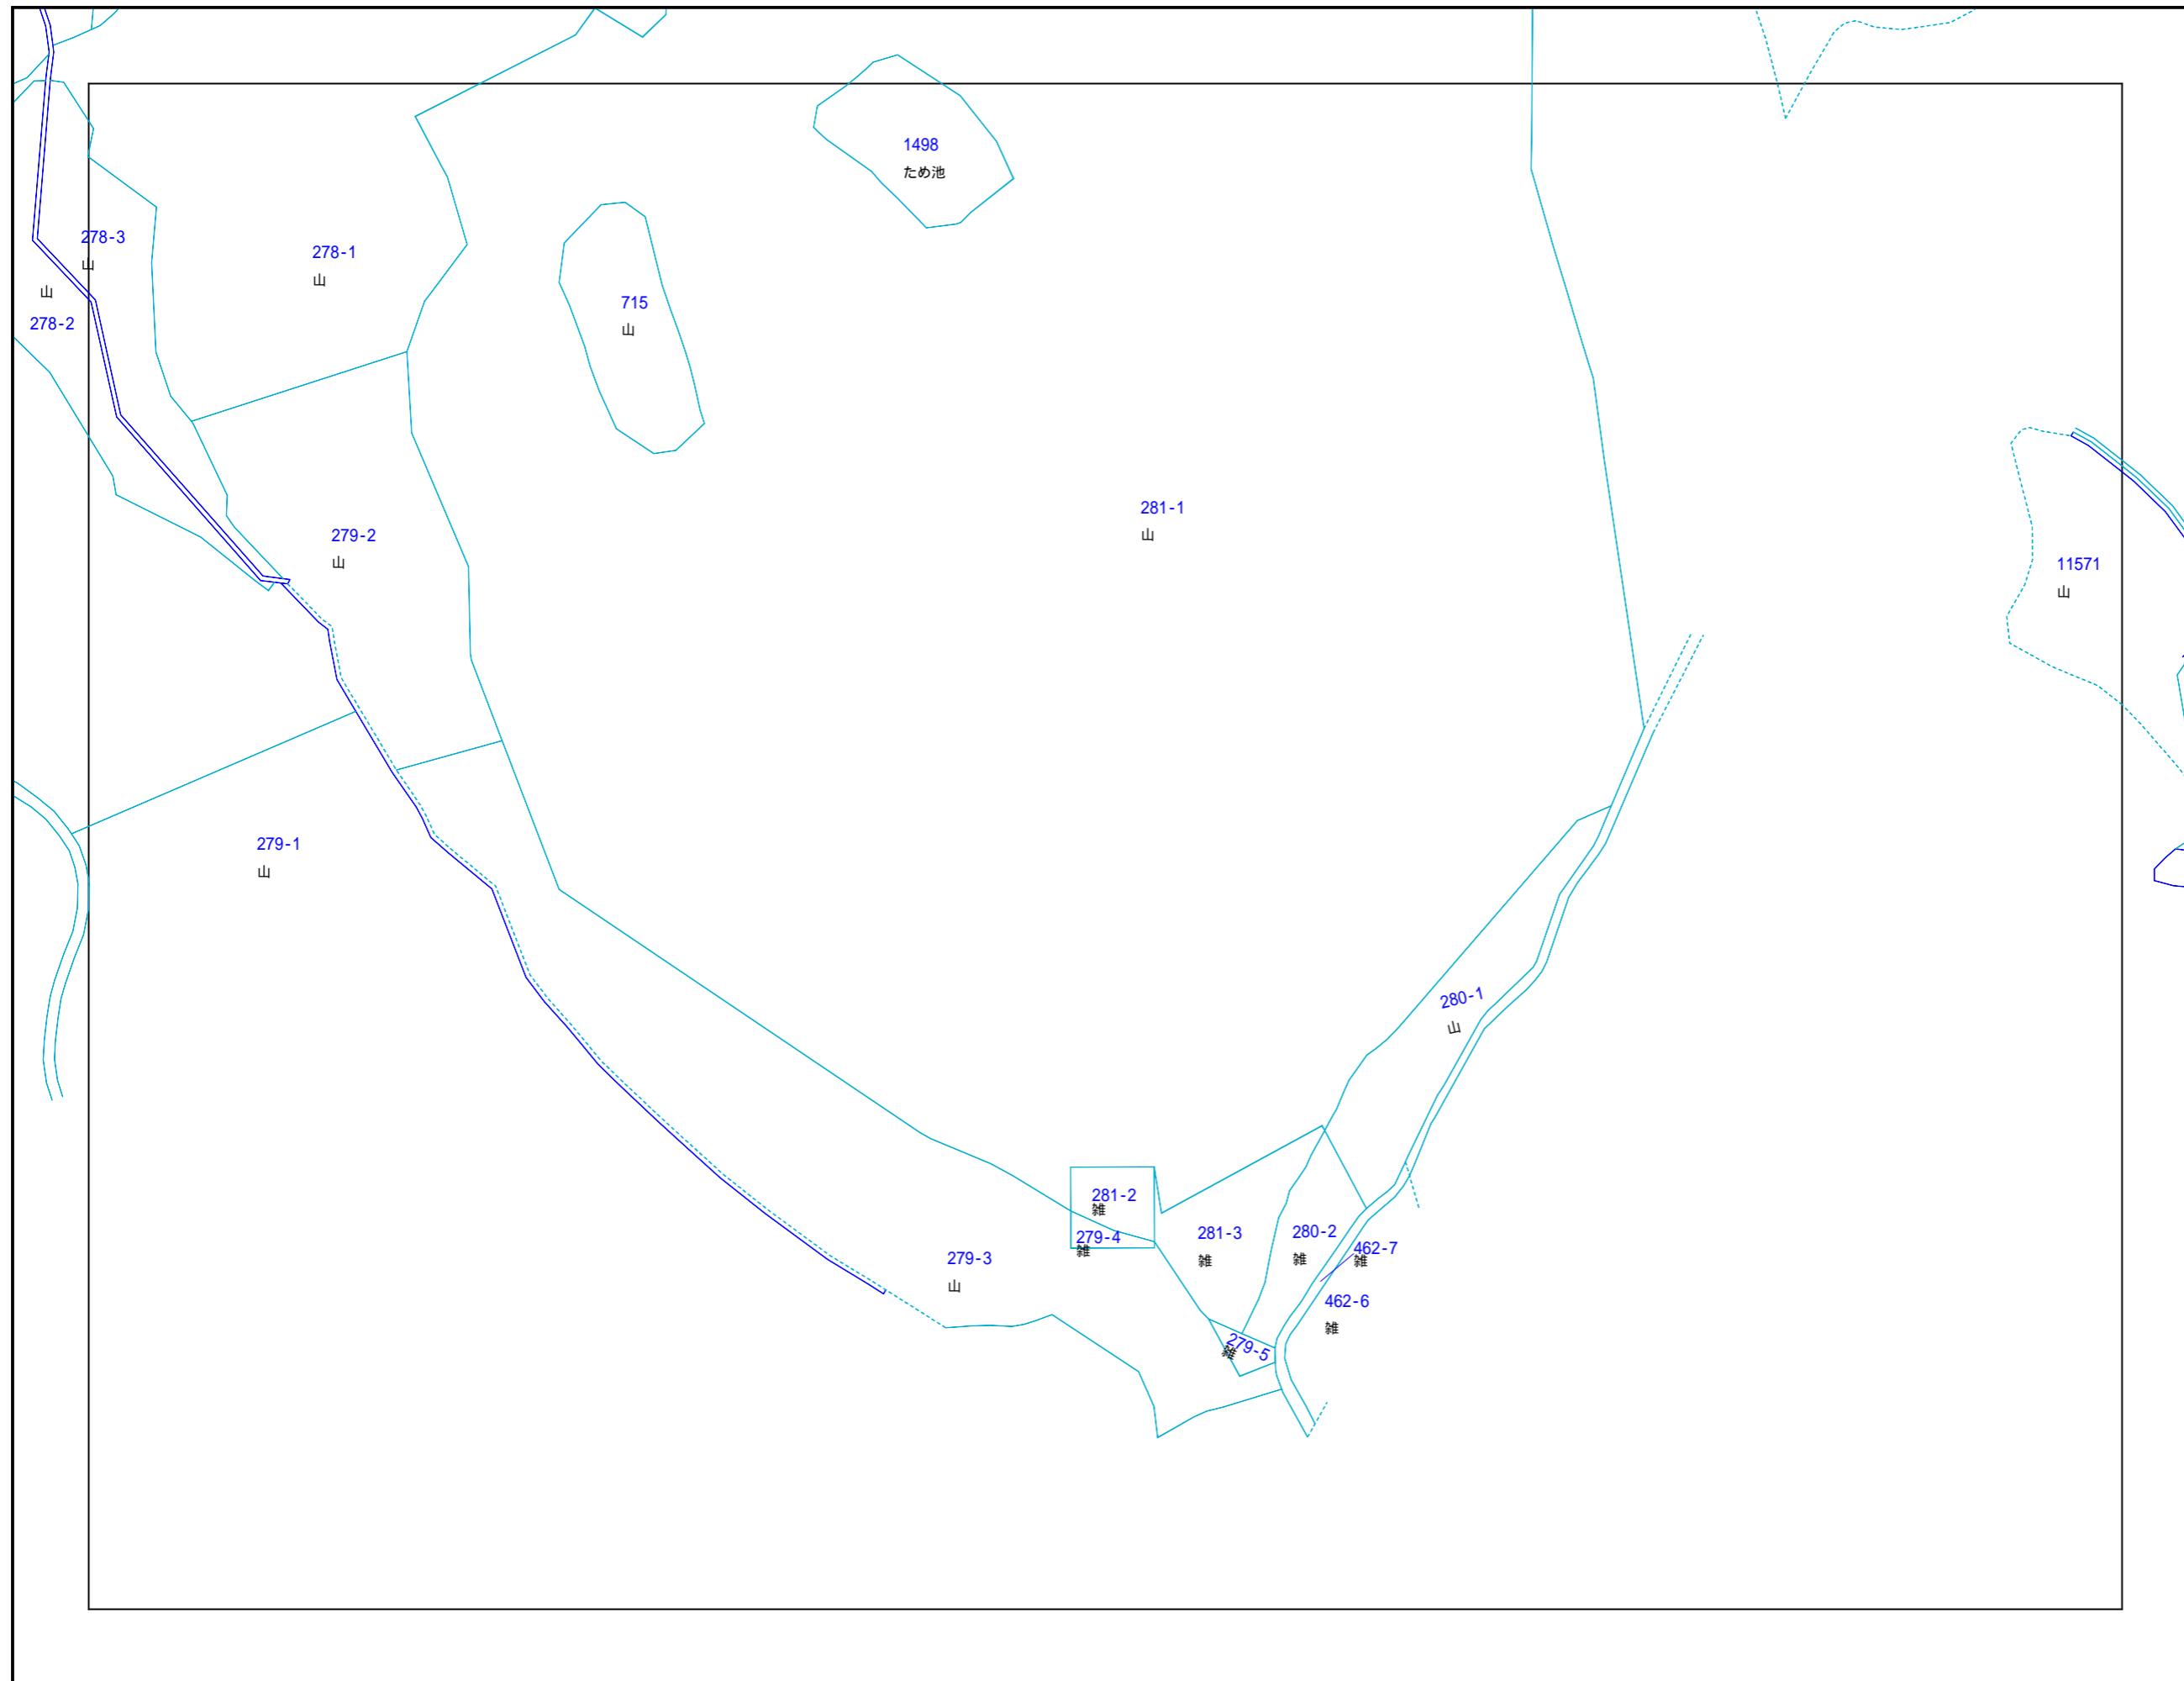 1498
ため池
278-3
山
278-1
山
山
278-2
715
山
281-1
山
279-2
山
11571
山
279-1
山
280-1
山
281-2
雑
279-4
雑
281-3
雑
280-2
雑
462-7
雑
279-3
山
462-6
雑
279-5
雑